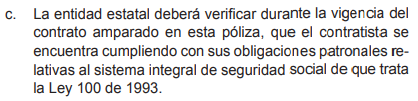 c. La entidad estatal deberá verificar durante la vigencia del
contrato amparado en esta póliza, que el contratista se
encuentra cumpliendo con sus obligaciones patronales re-
lativas al sistema integral de seguridad social de que trata
la Ley 100 de 1993.